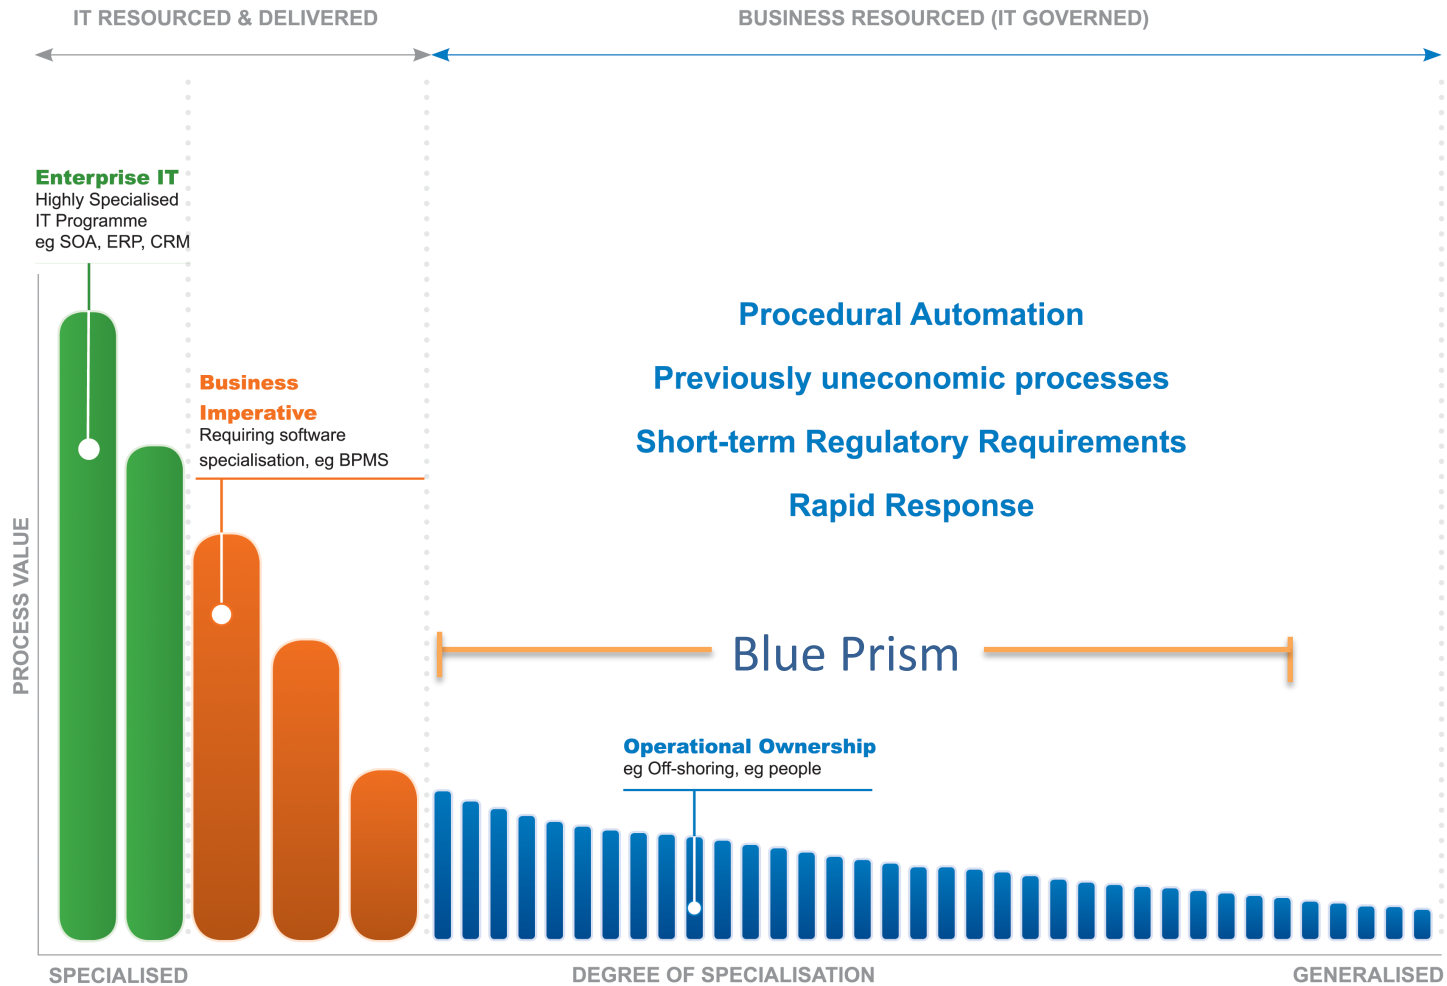 IT RESOURCED & DELIVERED
BUSINESS RESOURCED (IT GOVERNED)
Enterprise IT
Highly Specialised
IT Programme
eg SOA, ERP, CRM
Procedural Automation
Previously uneconomic processes
Short-term Regulatory Requirements
Rapid Response
Business
Imperative
Requiring software
specialisation, eg BPMS
PROCESS VALUE
Blue Prism
Operational Ownership
eg Off-shoring, eg people
SPECIALISED
DEGREE OF SPECIALISATION
GENERALISED